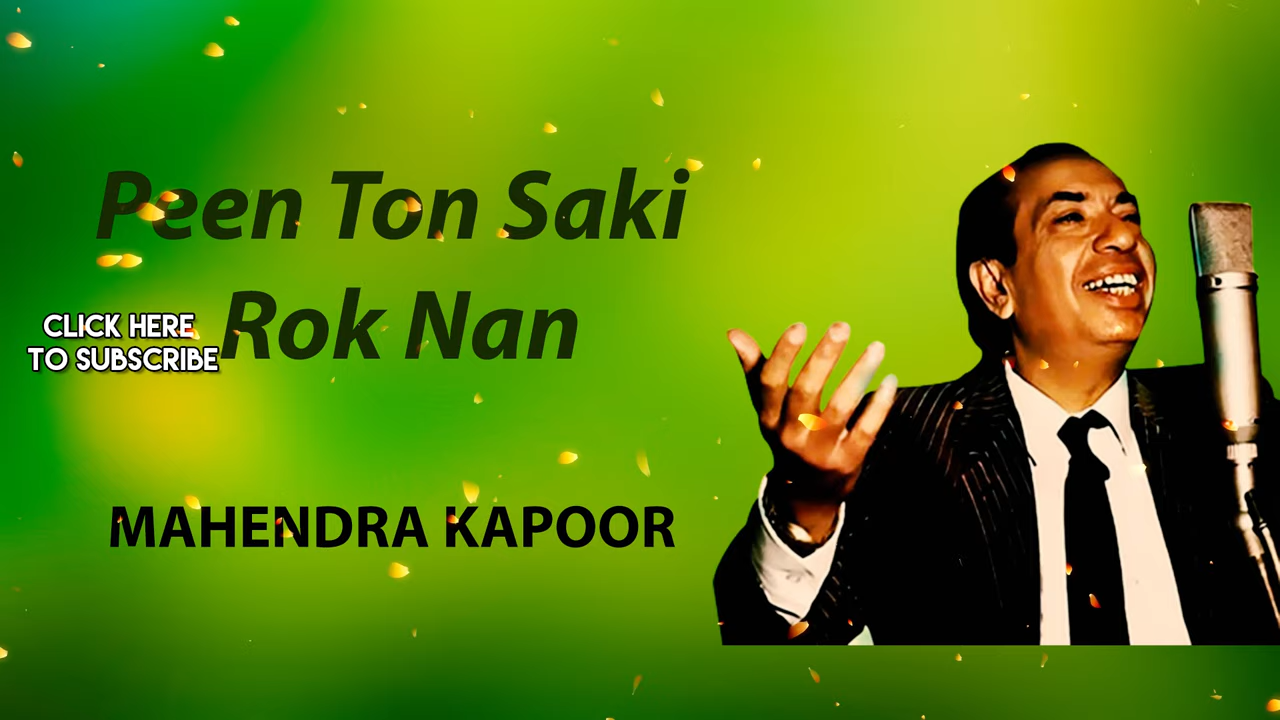 Peen Ton Saki
Rok Nan
CLICK HERE
TO SUBSCRIBE
MAHENDRA KAPOOR